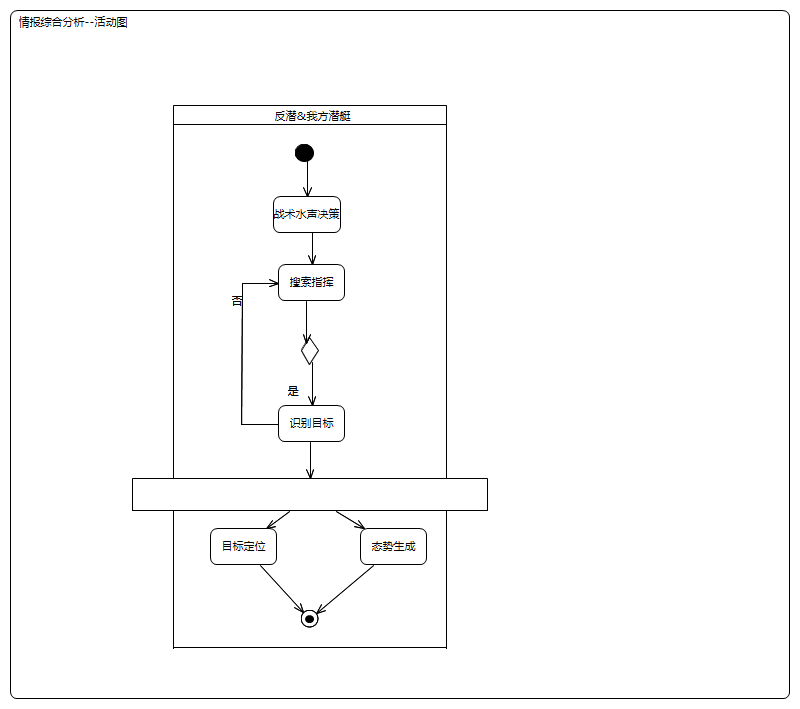 情报综合分析--活动图
反潜&我方潜艇
战术水声决策
搜索指挥
否
是
识别目标
目标定位
态势生成